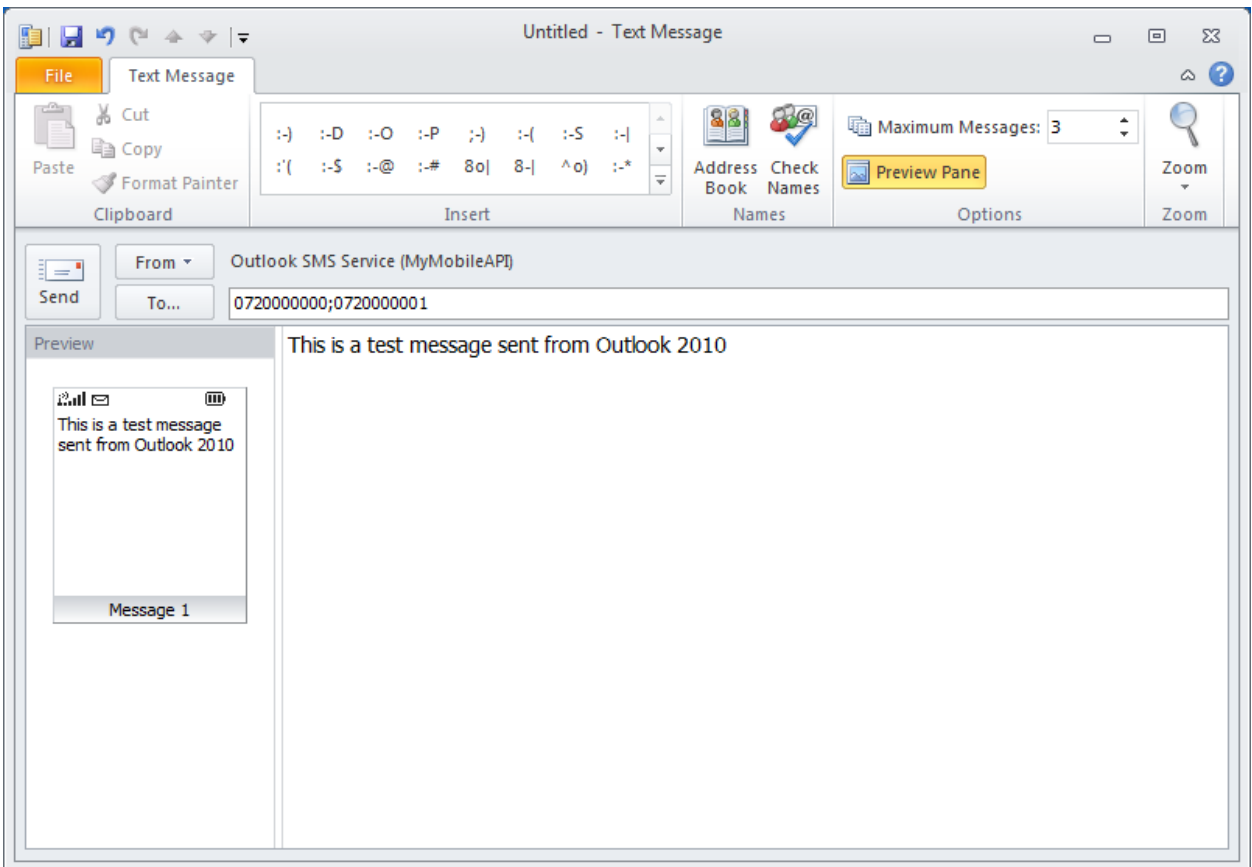 Untitled - Text Message
File Text Message
Cut
Copy
Format Painter
Paste
Clipboard
:-) :-D :-O :-P ;-) :-( :-S :-|
:'( :-$ :-@ :-# 8o| 8-| ^o) :-*
Insert
Address Book
Check Names
Names
Maximum Messages: 3
Preview Pane
Options
Zoom
Zoom
Send
From Outlook SMS Service (MyMobileAPI)
To... 0720000000;0720000001
Preview
This is a test message
sent from Outlook 2010
Message 1
This is a test message sent from Outlook 2010